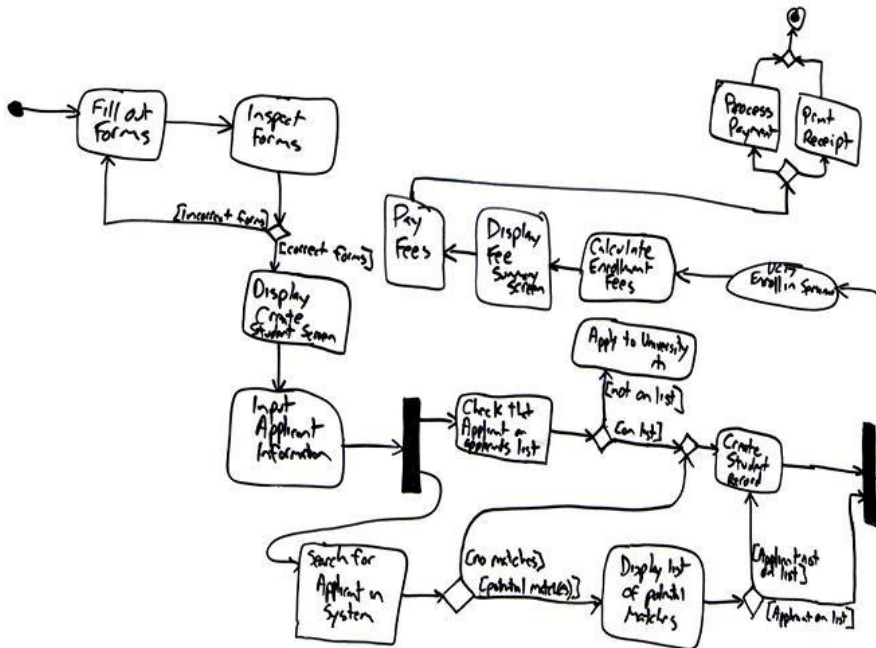 Fill out
Forms
Inspect
Forms
[Incorrect forms]
[correct forms]
Display
Create
Student Screen
Input
Applicant
Information
Check that
Applicant on
applicants list
[not on list]
[on list]
Apply to University
Create
Student
Record
Search for
Applicant in
System
[no matches]
[potential match(es)]
Display list
of potential
Matches
[Applicant not
on list]
[Applicant on list]
Enroll in
Calculate
Enrollment
Fees
Display
Fee
Summary
Screen
Pay
Fees
Process
Payment
Print
Receipt